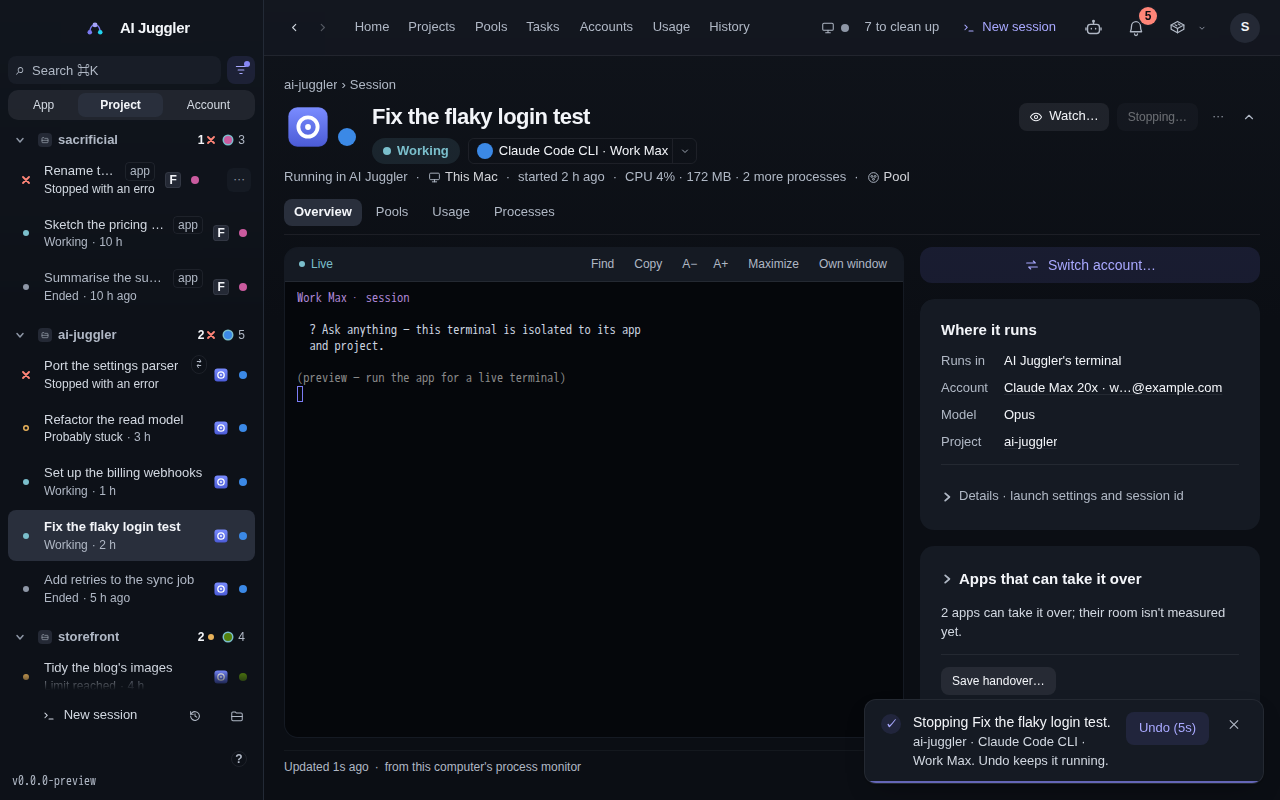 AI Juggler
Search ⌘K
App Project Account
sacrificial 1 3
Rename t… app
Stopped with an erro F
Sketch the pricing … app
Working · 10 h F
Summarise the su… app
Ended · 10 h ago F
ai-juggler 2 5
Port the settings parser
Stopped with an error
Refactor the read model
Probably stuck · 3 h
Set up the billing webhooks
Working · 1 h
Fix the flaky login test
Working · 2 h
Add retries to the sync job
Ended · 5 h ago
storefront 2 4
Tidy the blog's images
Limit reached · 4 h
New session
?
v0.0.0-preview
Home Projects Pools Tasks Accounts Usage History 7 to clean up New session 5 S
ai-juggler › Session
Fix the flaky login test Watch… Stopping… …
Working Claude Code CLI · Work Max
Running in AI Juggler · This Mac · started 2 h ago · CPU 4% · 172 MB · 2 more processes · Pool
Overview Pools Usage Processes
Live Find Copy A− A+ Maximize Own window
Work Max · session
? Ask anything — this terminal is isolated to its app
and project.
(preview — run the app for a live terminal)
Updated 1s ago · from this computer's process monitor
Switch account…
Where it runs
Runs in AI Juggler's terminal
Account Claude Max 20x · w…@example.com
Model Opus
Project ai-juggler
Details · launch settings and session id
Apps that can take it over
2 apps can take it over; their room isn't measured
yet.
Save handover…
Stopping Fix the flaky login test.
ai-juggler · Claude Code CLI ·
Work Max. Undo keeps it running.
Undo (5s)